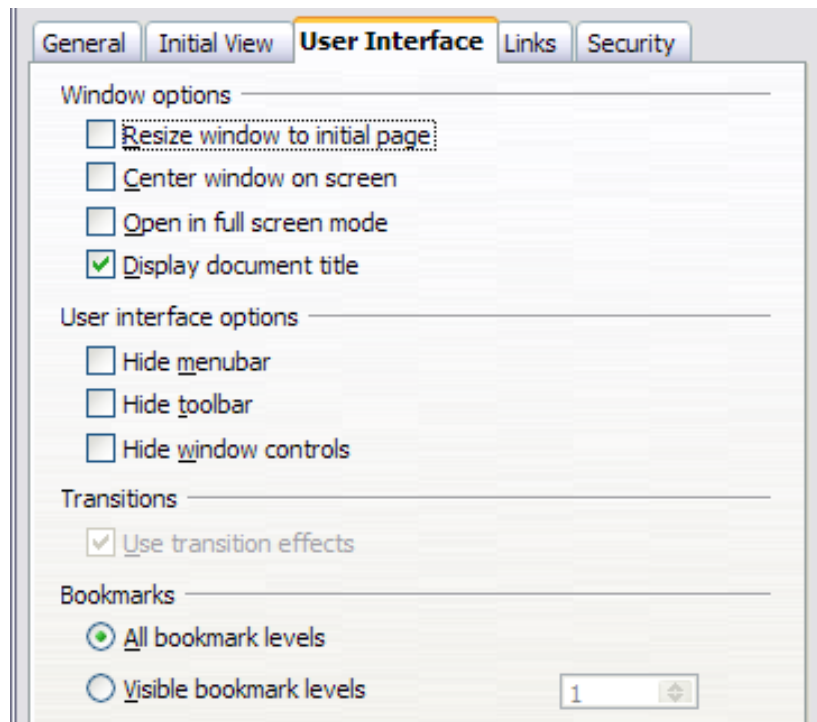 General Initial View User Interface Links Security
Window options
Resize window to initial page
Center window on screen
Open in full screen mode
Display document title
User interface options
Hide menubar
Hide toolbar
Hide window controls
Transitions
Use transition effects
Bookmarks
All bookmark levels
Visible bookmark levels 1